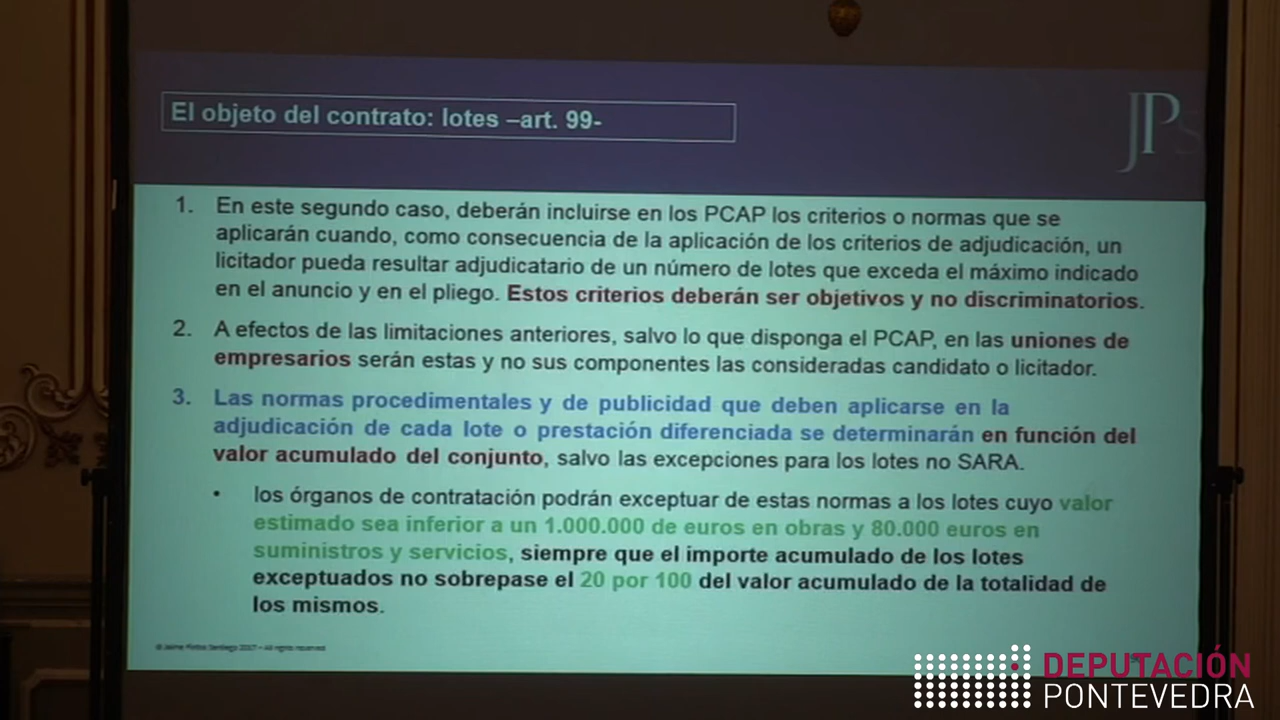 El objeto del contrato: lotes –art. 99-
JPS
1. En este segundo caso, deberán incluirse en los PCAP los criterios o normas que se
aplicarán cuando, como consecuencia de la aplicación de los criterios de adjudicación, un
licitador pueda resultar adjudicatario de un número de lotes que exceda el máximo indicado
en el anuncio y en el pliego. Estos criterios deberán ser objetivos y no discriminatorios.
2. A efectos de las limitaciones anteriores, salvo lo que disponga el PCAP, en las uniones de
empresarios serán estas y no sus componentes las consideradas candidato o licitador.
3. Las normas procedimentales y de publicidad que deben aplicarse en la
adjudicación de cada lote o prestación diferenciada se determinarán en función del
valor acumulado del conjunto, salvo las excepciones para los lotes no SARA.
• los órganos de contratación podrán exceptuar de estas normas a los lotes cuyo valor
estimado sea inferior a un 1.000.000 de euros en obras y 80.000 euros en
suministros y servicios, siempre que el importe acumulado de los lotes
exceptuados no sobrepase el 20 por 100 del valor acumulado de la totalidad de
los mismos.
© Jaime Pintos Santiago 2017 – All rights reserved
DEPUTACIÓN
PONTEVEDRA